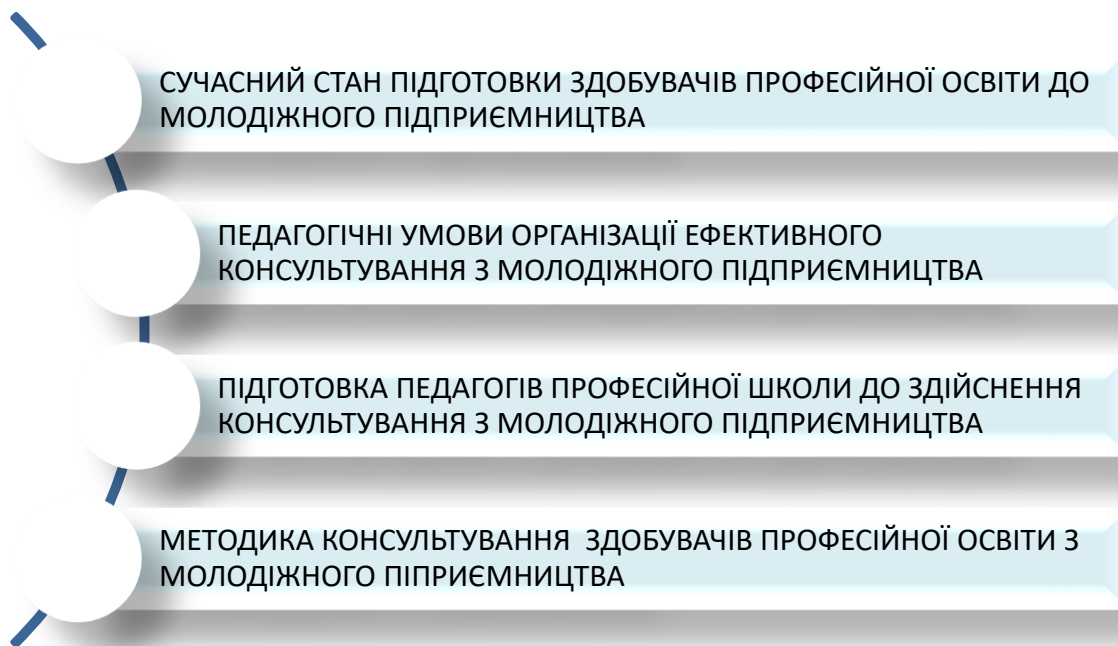 СУЧАСНИЙ СТАН ПІДГОТОВКИ ЗДОБУВАЧІВ ПРОФЕСІЙНОЇ ОСВІТИ ДО
МОЛОДІЖНОГО ПІДПРИЄМНИЦТВА
ПЕДАГОГІЧНІ УМОВИ ОРГАНІЗАЦІЇ ЕФЕКТИВНОГО
КОНСУЛЬТУВАННЯ З МОЛОДІЖНОГО ПІДПРИЄМНИЦТВА
ПІДГОТОВКА ПЕДАГОГІВ ПРОФЕСІЙНОЇ ШКОЛИ ДО ЗДІЙСНЕННЯ
КОНСУЛЬТУВАННЯ З МОЛОДІЖНОГО ПІДПРИЄМНИЦТВА
МЕТОДИКА КОНСУЛЬТУВАННЯ  ЗДОБУВАЧІВ ПРОФЕСІЙНОЇ ОСВІТИ З
МОЛОДІЖНОГО ПІПРИЄМНИЦТВА